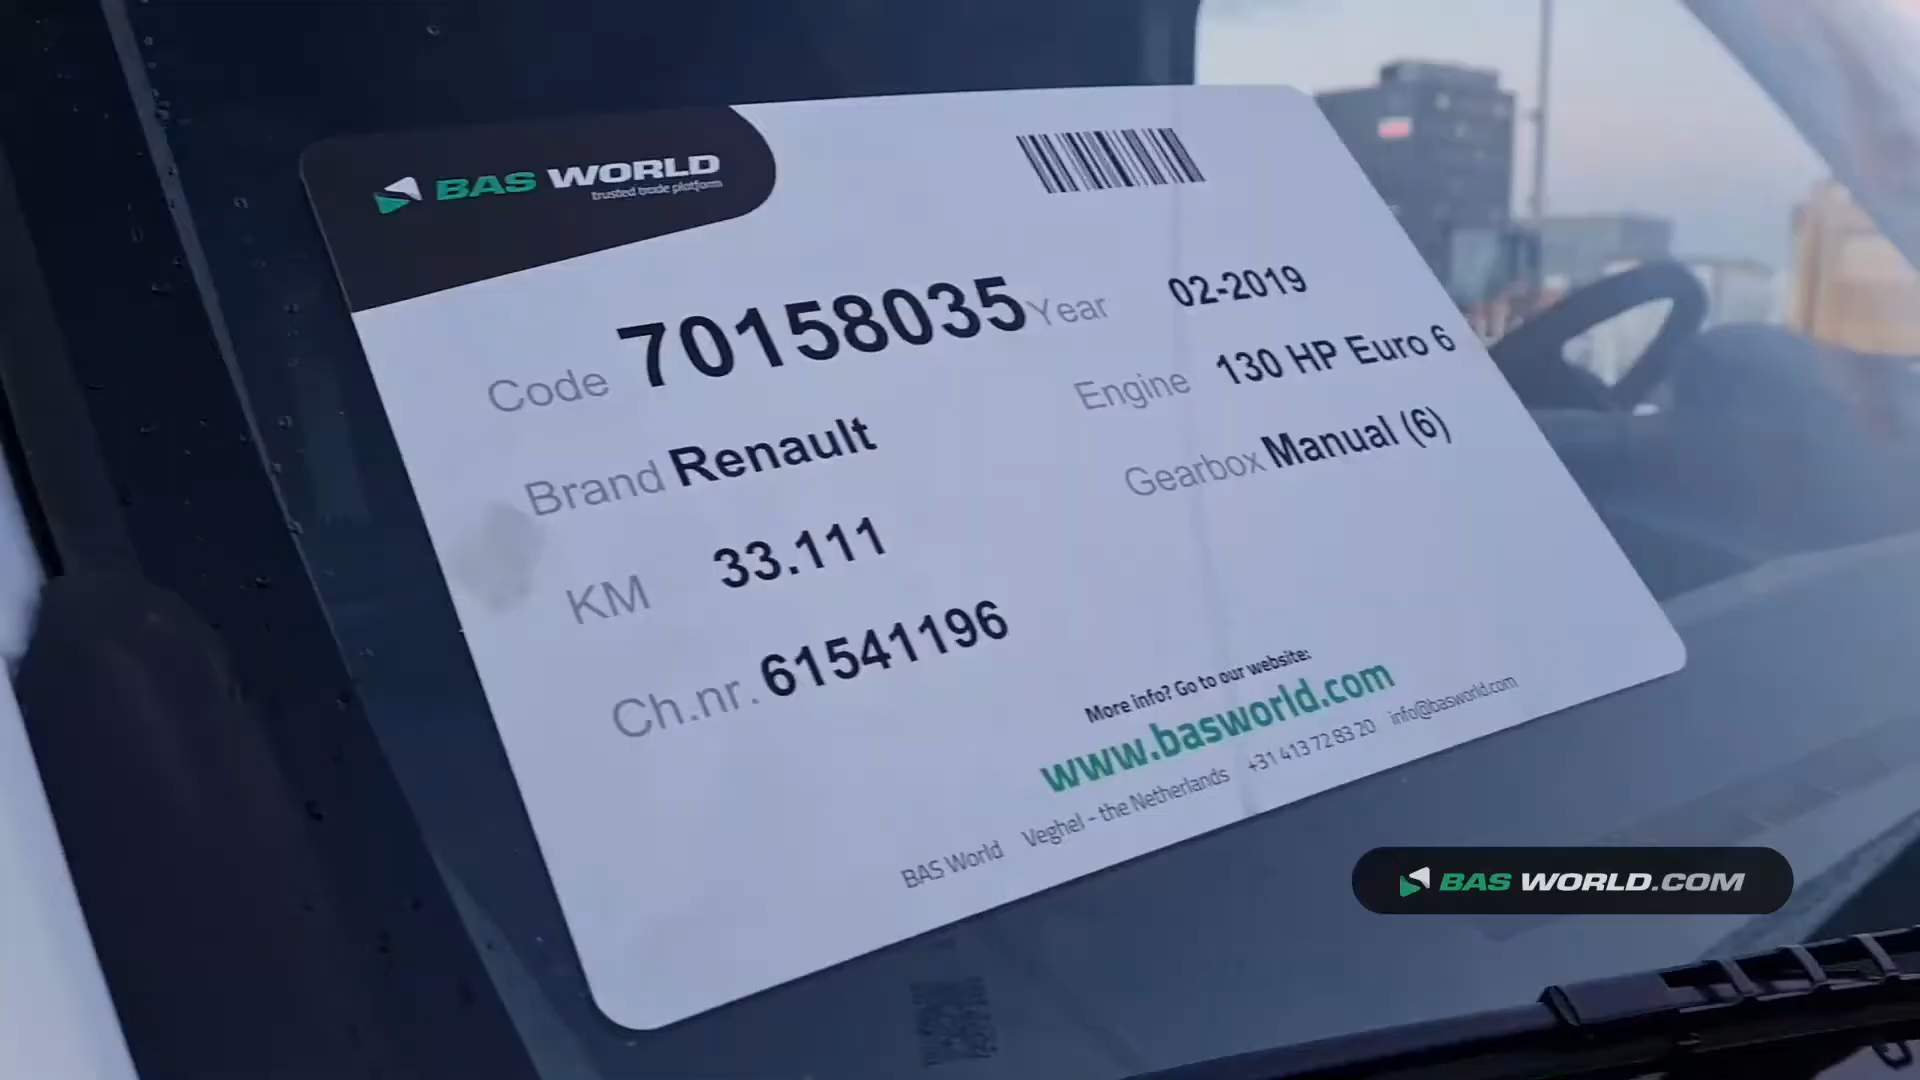 BAS WORLD
trusted trade platform
Code 70158035
Year 02-2019
Brand Renault
Engine 130 HP Euro 6
KM 33.111
Gearbox Manual (6)
Ch.nr. 61541196
More info? Go to our website:
www.basworld.com
BAS World Veghel - the Netherlands +31 413 72 83 20 info@basworld.com
BAS WORLD.COM